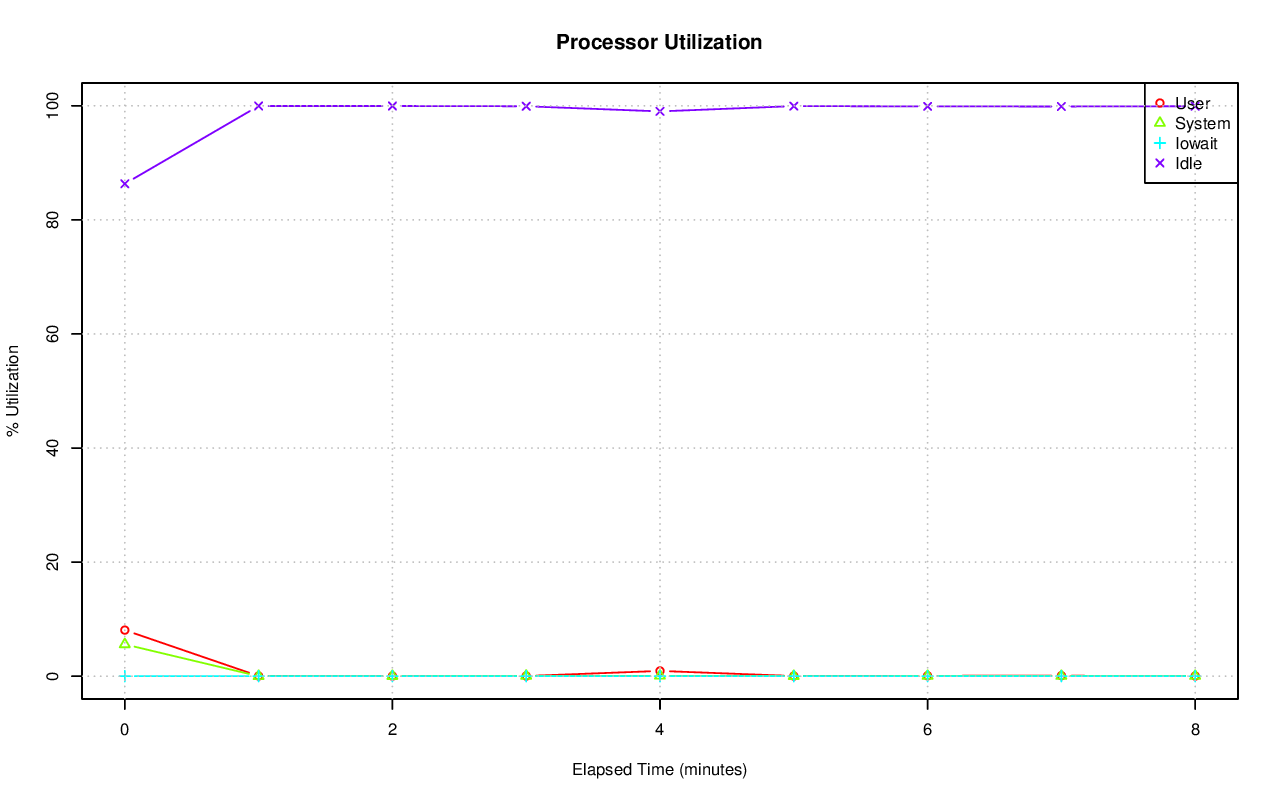 Processor Utilization
% Utilization
100
80
60
40
20
0
User
System
Iowait
Idle
0 2 4 6 8
Elapsed Time (minutes)